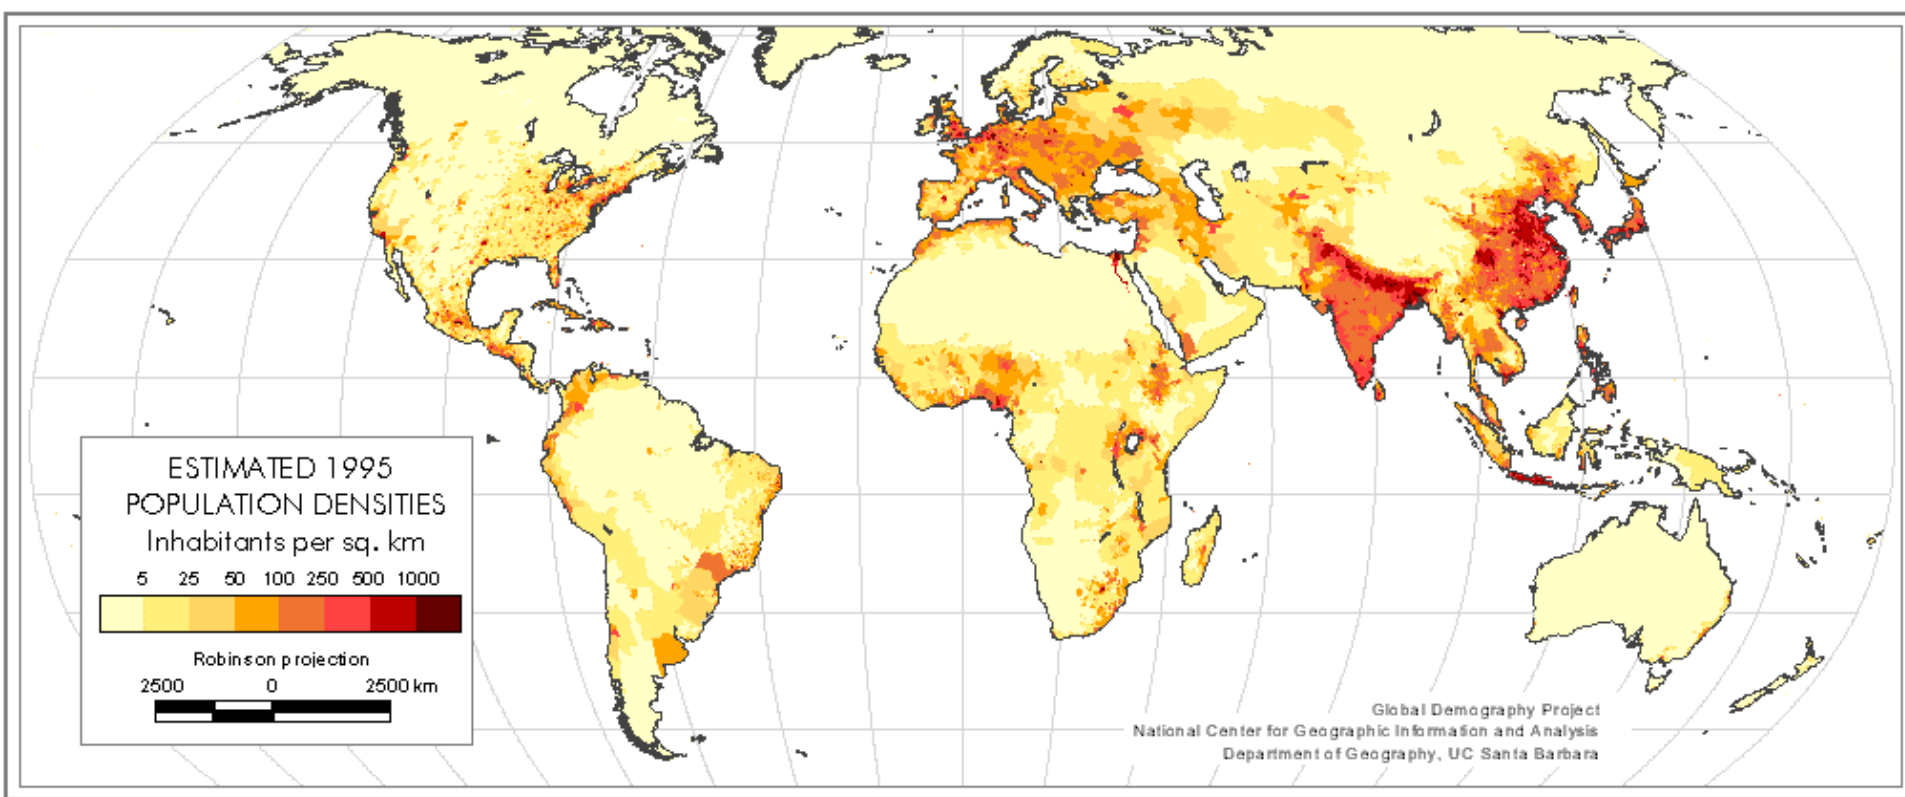 ESTIMATED 1995
POPULATION DENSITIES
Inhabitants per sq. km
5 25 50 100 250 500 1000
Robinson projection
2500 0 2500 km
Global Demography Project
National Center for Geographic Information and Analysis
Department of Geography, UC Santa Barbara